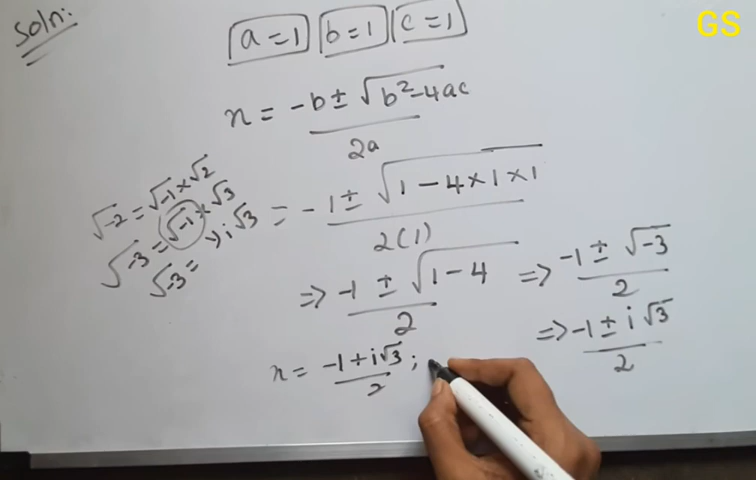 Soln:
GS
a=1 b=1 c=1
x = -b ± √b²-4ac
2a
= -1 ± √1 - 4×1×1
2(1)
√-2 = √-1 × √2
√-3 = √-1 × √3
√-3 = → i√3
=> -1 ± √1-4
2
=> -1 ± √-3
2
=> -1 ± i√3
2
x = -1+i√3 ;
2